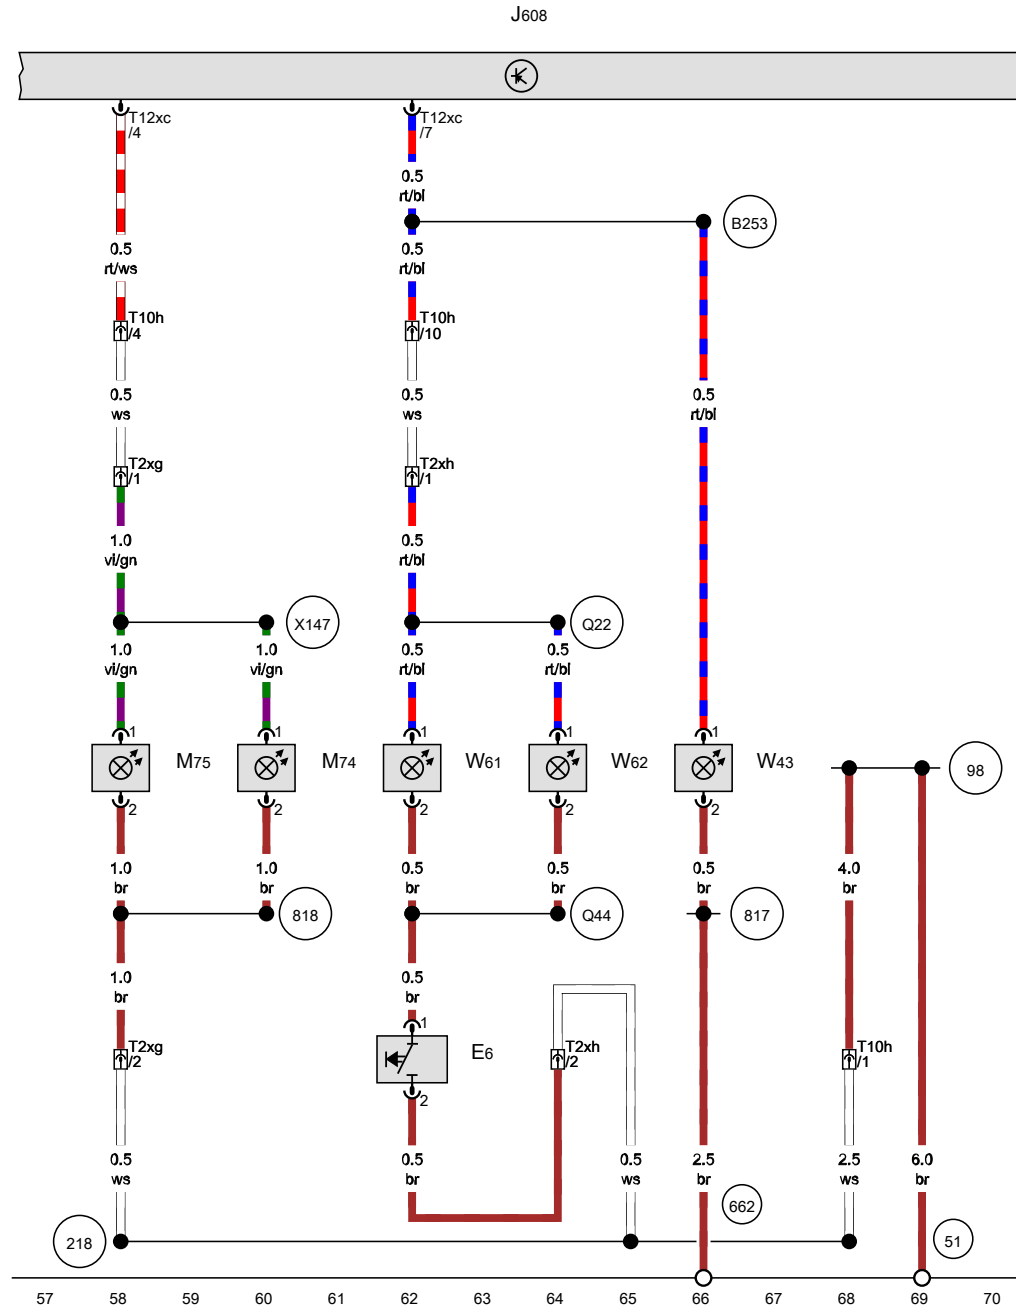 J608
T12xc
/4
T12xc
/7
0.5
rt/bl
B253
0.5
rt/ws
0.5
rt/bl
T10h
/4
T10h
/10
0.5
ws
0.5
ws
0.5
rt/bl
T2xg
/1
T2xh
/1
1.0
vi/gn
0.5
rt/bl
X147
Q22
1.0
vi/gn
1.0
vi/gn
0.5
rt/bl
0.5
rt/bl
1
1
1
1
1
M75
M74
W61
W62
W43
98
2
2
2
2
2
1.0
br
1.0
br
0.5
br
0.5
br
0.5
br
4.0
br
818
Q44
817
1.0
br
0.5
br
1
T2xg
/2
E6
T2xh
/2
T10h
/1
2
0.5
ws
0.5
br
0.5
ws
2.5
br
2.5
ws
6.0
br
662
218
51
57 58 59 60 61 62 63 64 65 66 67 68 69 70